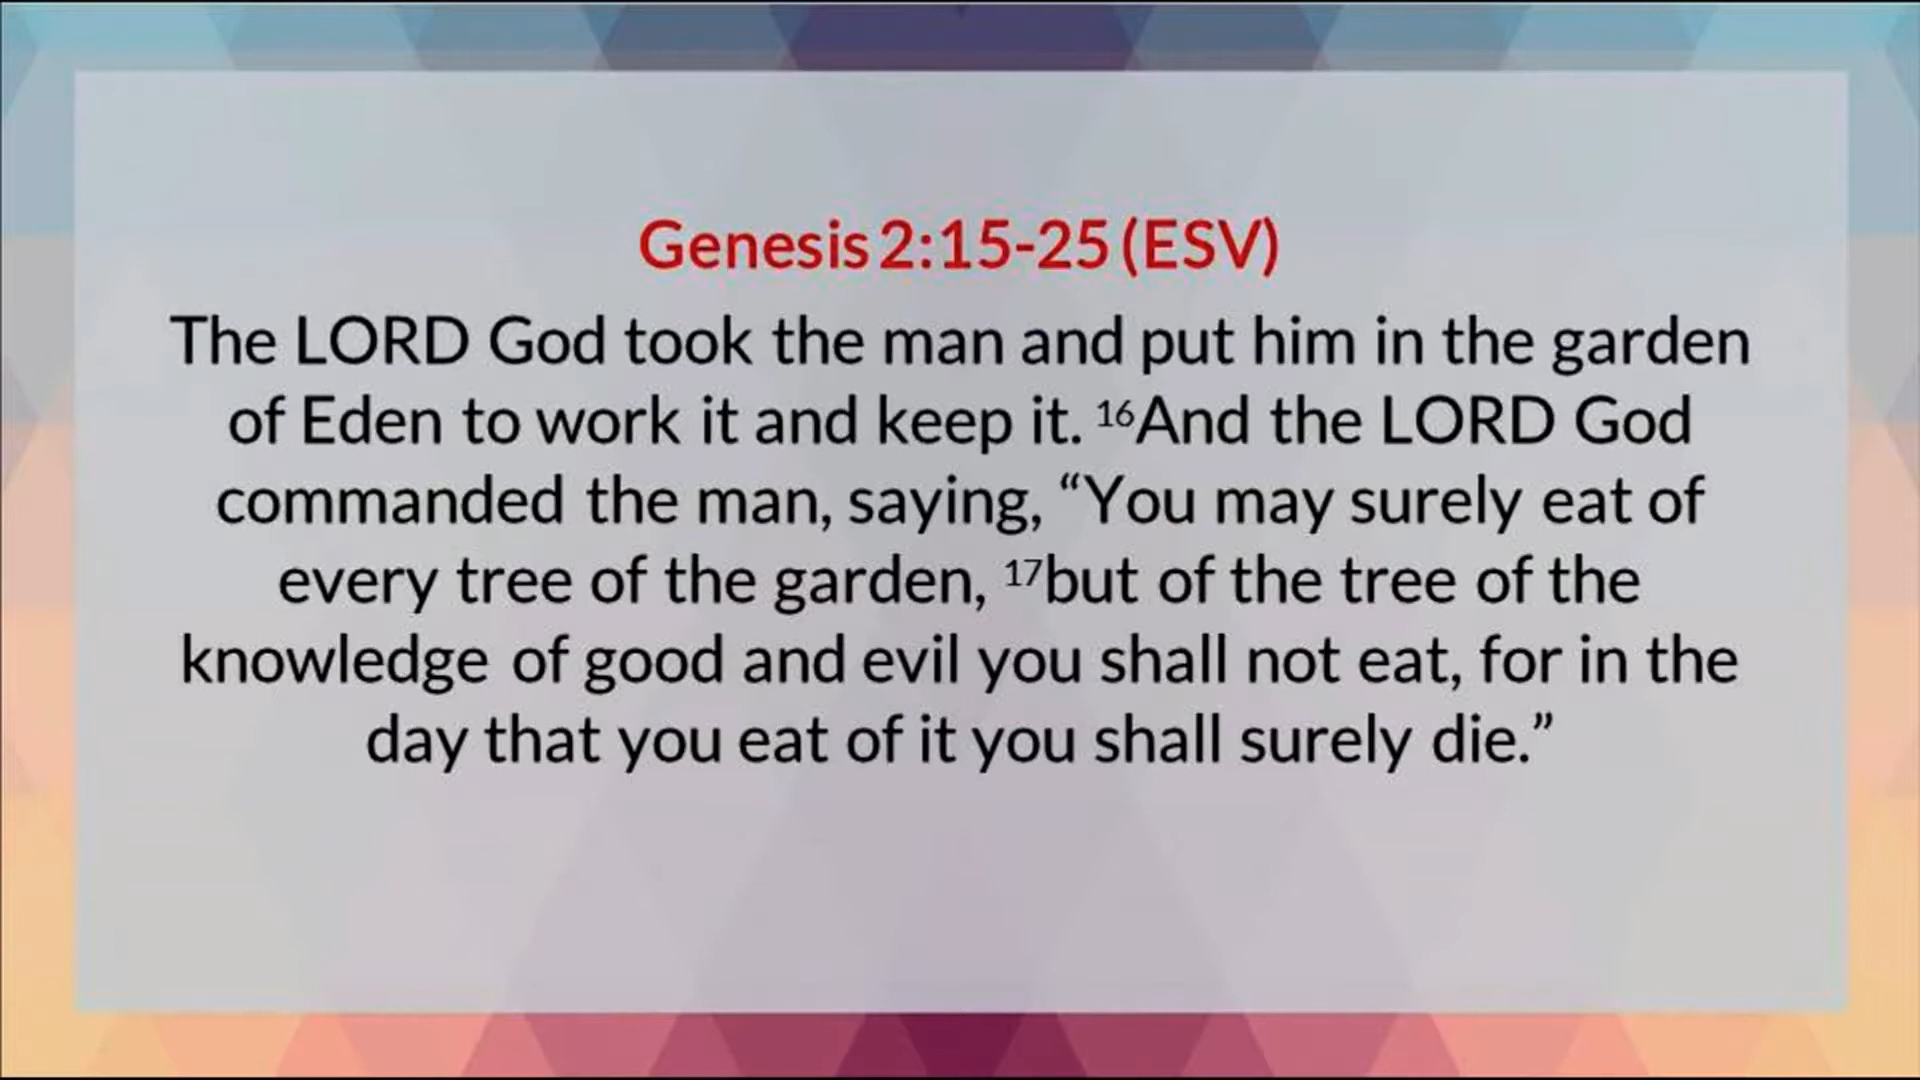 Genesis 2:15-25 (ESV)
The LORD God took the man and put him in the garden
of Eden to work it and keep it. 16And the LORD God
commanded the man, saying, “You may surely eat of
every tree of the garden, 17but of the tree of the
knowledge of good and evil you shall not eat, for in the
day that you eat of it you shall surely die.”